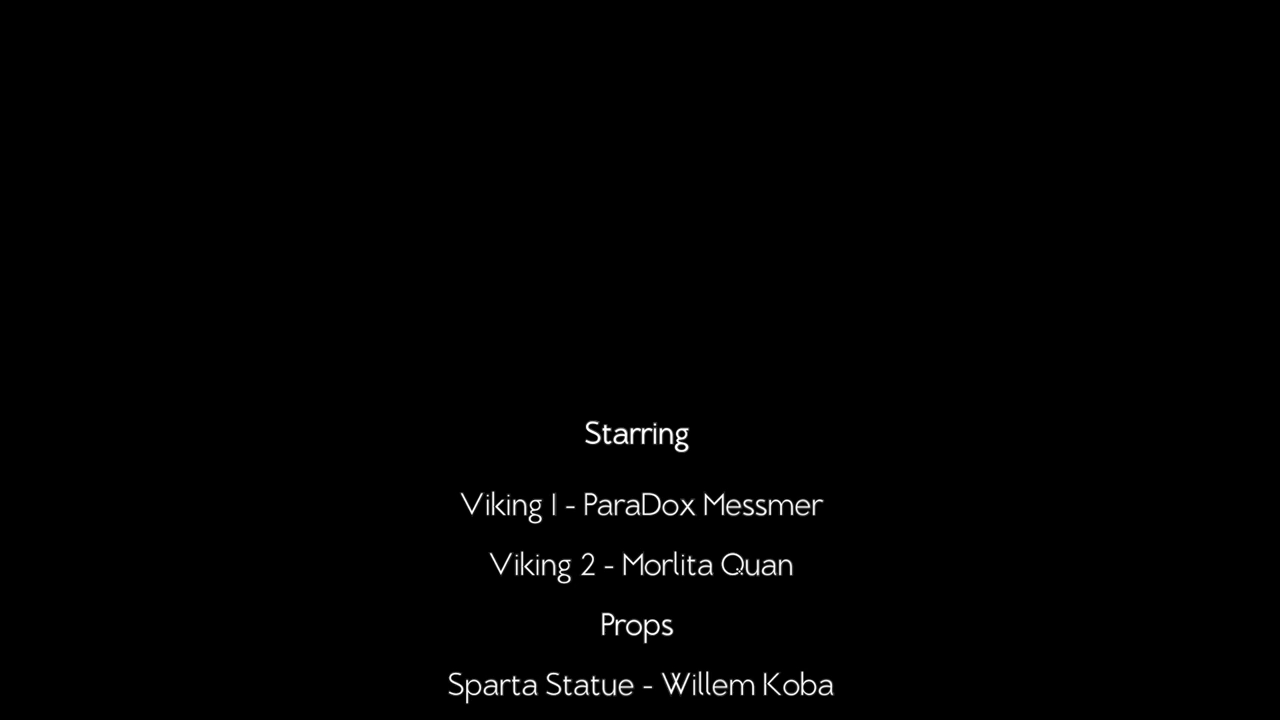 Starring
Viking 1 - ParaDox Messmer
Viking 2 - Morlita Quan
Props
Sparta Statue - Willem Koba